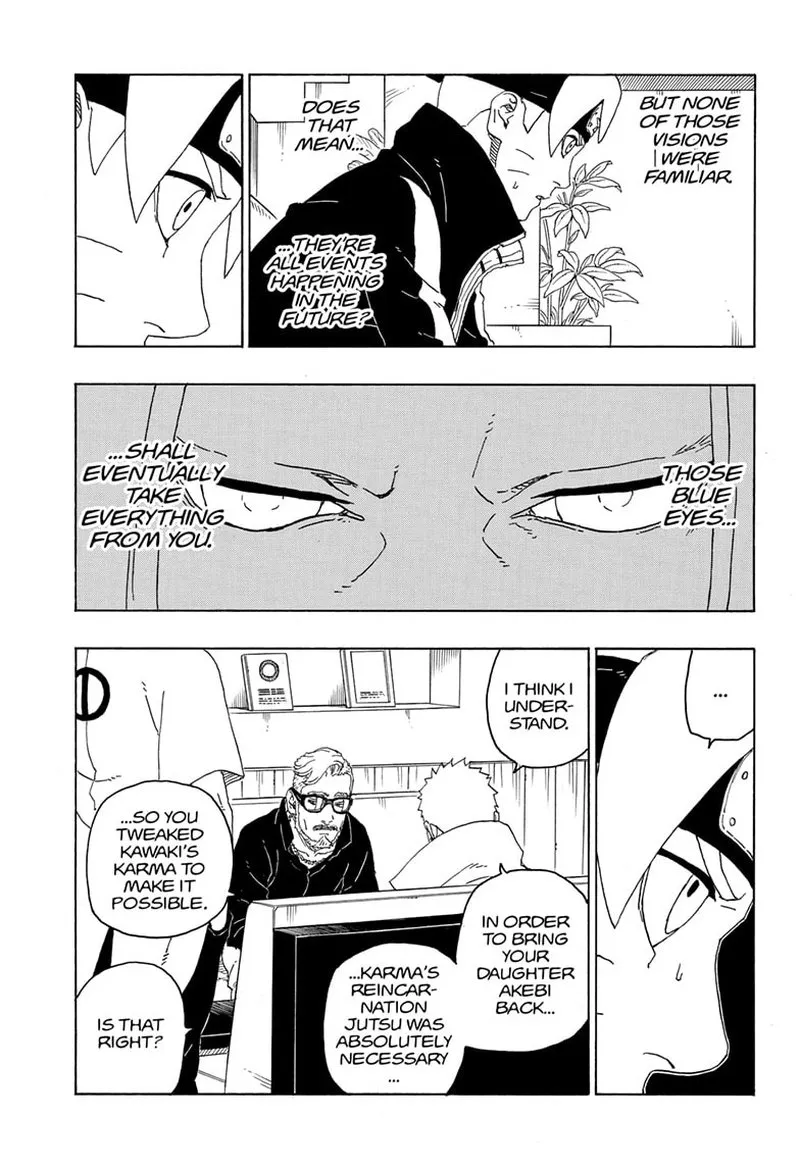 BUT NONE
OF THOSE
VISIONS
WERE
FAMILIAR.
DOES
THAT
MEAN...
...THEY'RE
ALL EVENTS
HAPPENING
IN THE
FUTURE?
THOSE
BLUE
EYES...
...SHALL
EVENTUALLY
TAKE
EVERYTHING
FROM YOU.
...
I THINK I
UNDER-
STAND.
IN ORDER
TO BRING
YOUR
DAUGHTER
AKEBI
BACK...
...KARMA'S
REINCAR-
NATION
JUTSU WAS
ABSOLUTELY
NECESSARY
...
...SO YOU
TWEAKED
KAWAKI'S
KARMA TO
MAKE IT
POSSIBLE.
IS THAT
RIGHT?